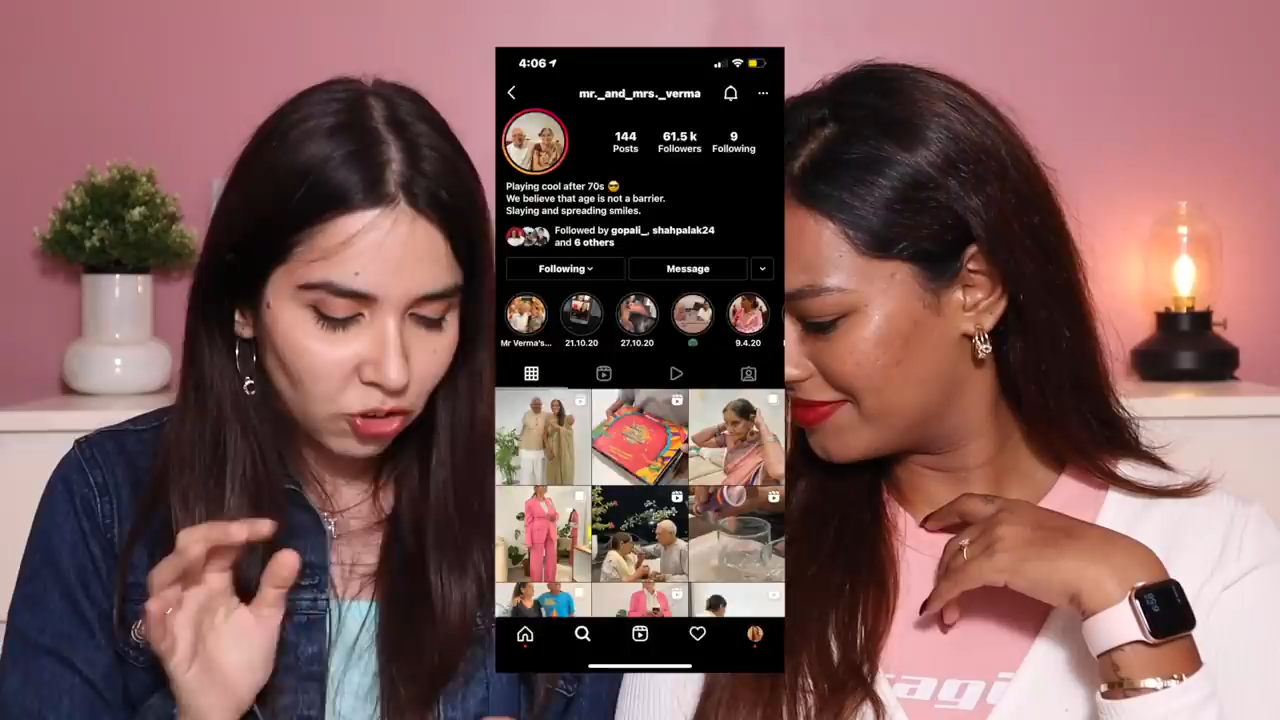 4:06
mr._and_mrs._verma
144 61.5 k 9
Posts Followers Following
Playing cool after 70s 😎
We believe that age is not a barrier.
Slaying and spreading smiles.
Followed by gopali_, shahpalak24
and 6 others
Following Message
Mr Verma's... 21.10.20 27.10.20 9.4.20